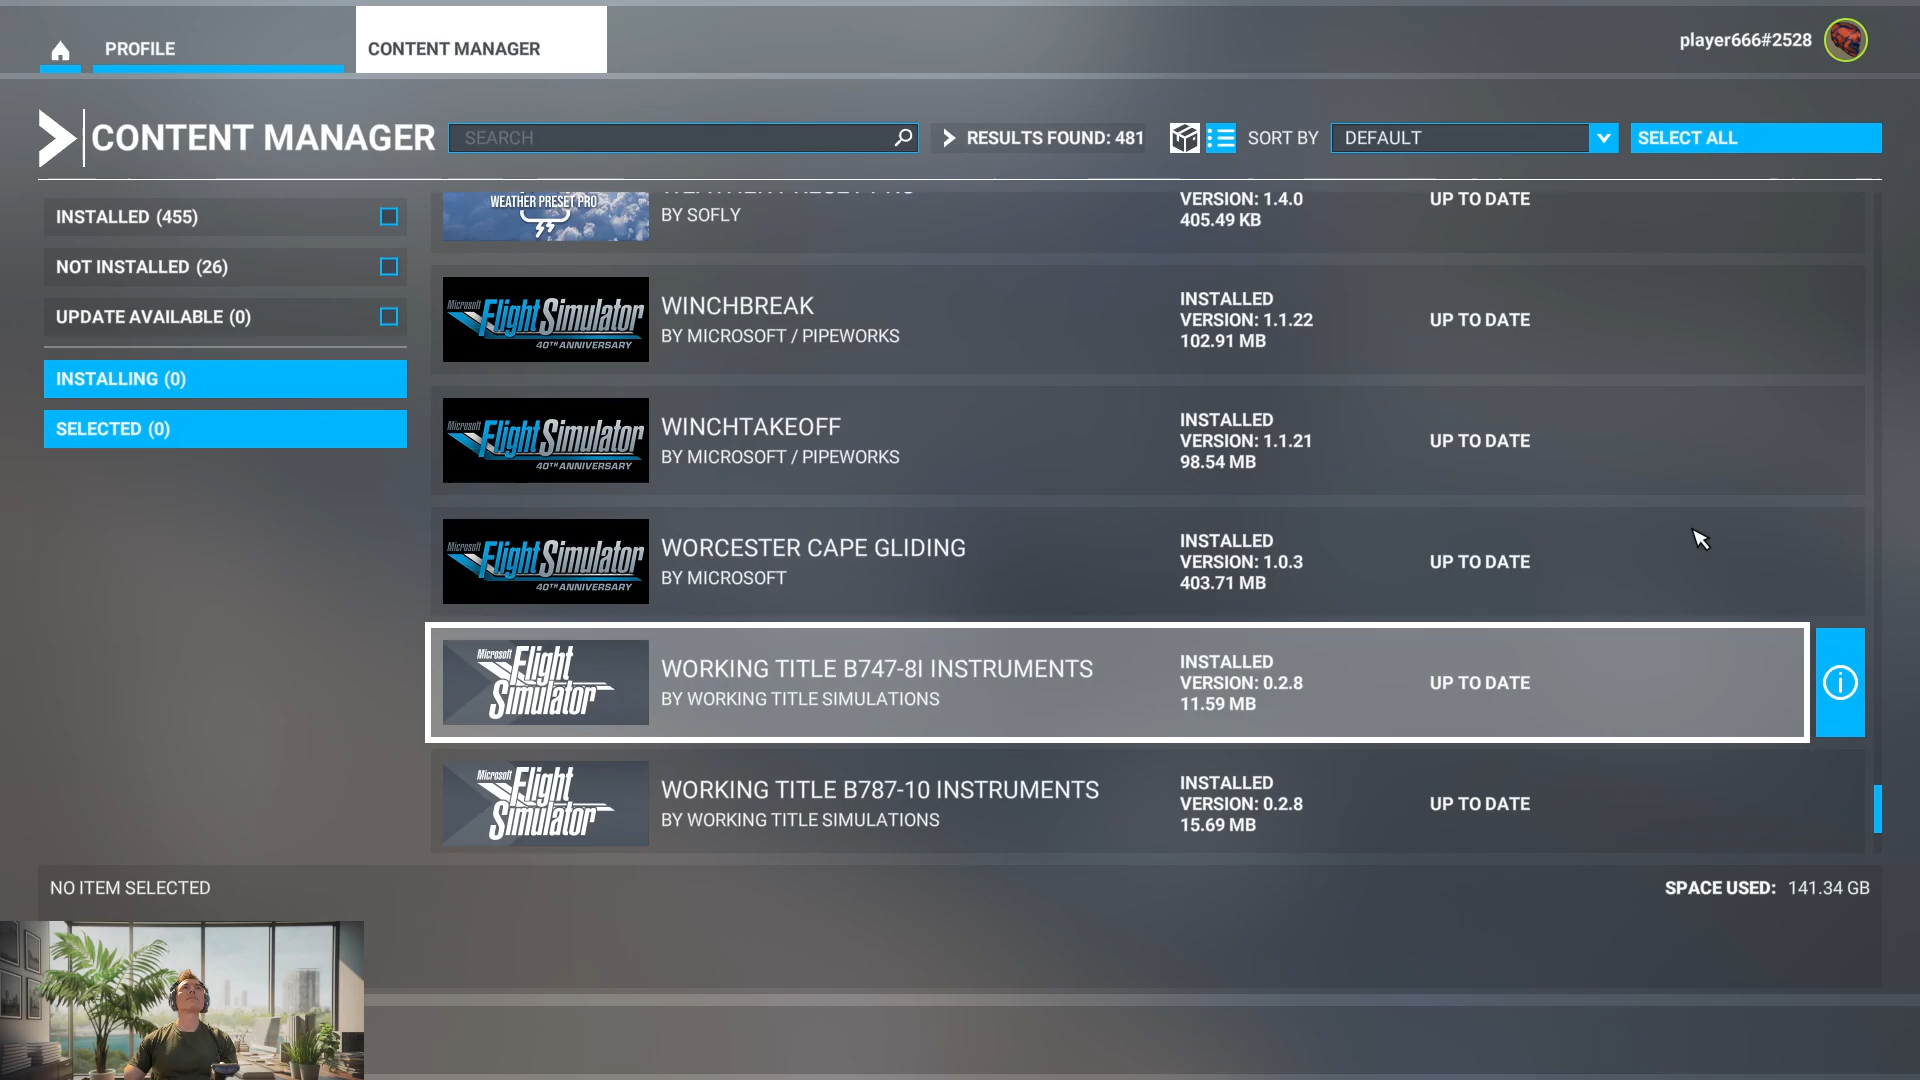 PROFILE
CONTENT MANAGER
player666#2528
CONTENT MANAGER
SEARCH
RESULTS FOUND: 481
SORT BY
DEFAULT
SELECT ALL
INSTALLED (455)
NOT INSTALLED (26)
UPDATE AVAILABLE (0)
INSTALLING (0)
SELECTED (0)
WEATHER PRESET PRO
WEATHER PRESET PRO
BY SOFLY
VERSION: 1.4.0
405.49 KB
UP TO DATE
Microsoft
Flight Simulator
40TH ANNIVERSARY
WINCHBREAK
BY MICROSOFT / PIPEWORKS
INSTALLED
VERSION: 1.1.22
102.91 MB
UP TO DATE
Microsoft
Flight Simulator
40TH ANNIVERSARY
WINCHTAKEOFF
BY MICROSOFT / PIPEWORKS
INSTALLED
VERSION: 1.1.21
98.54 MB
UP TO DATE
Microsoft
Flight Simulator
40TH ANNIVERSARY
WORCESTER CAPE GLIDING
BY MICROSOFT
INSTALLED
VERSION: 1.0.3
403.71 MB
UP TO DATE
Microsoft
Flight
Simulator
WORKING TITLE B747-8I INSTRUMENTS
BY WORKING TITLE SIMULATIONS
INSTALLED
VERSION: 0.2.8
11.59 MB
UP TO DATE
Microsoft
Flight
Simulator
WORKING TITLE B787-10 INSTRUMENTS
BY WORKING TITLE SIMULATIONS
INSTALLED
VERSION: 0.2.8
15.69 MB
UP TO DATE
NO ITEM SELECTED
SPACE USED: 141.34 GB